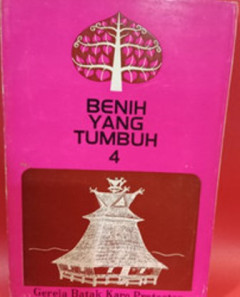 BENIH
YANG
TUMBUH
4
Gereja Batak Karo Protestan